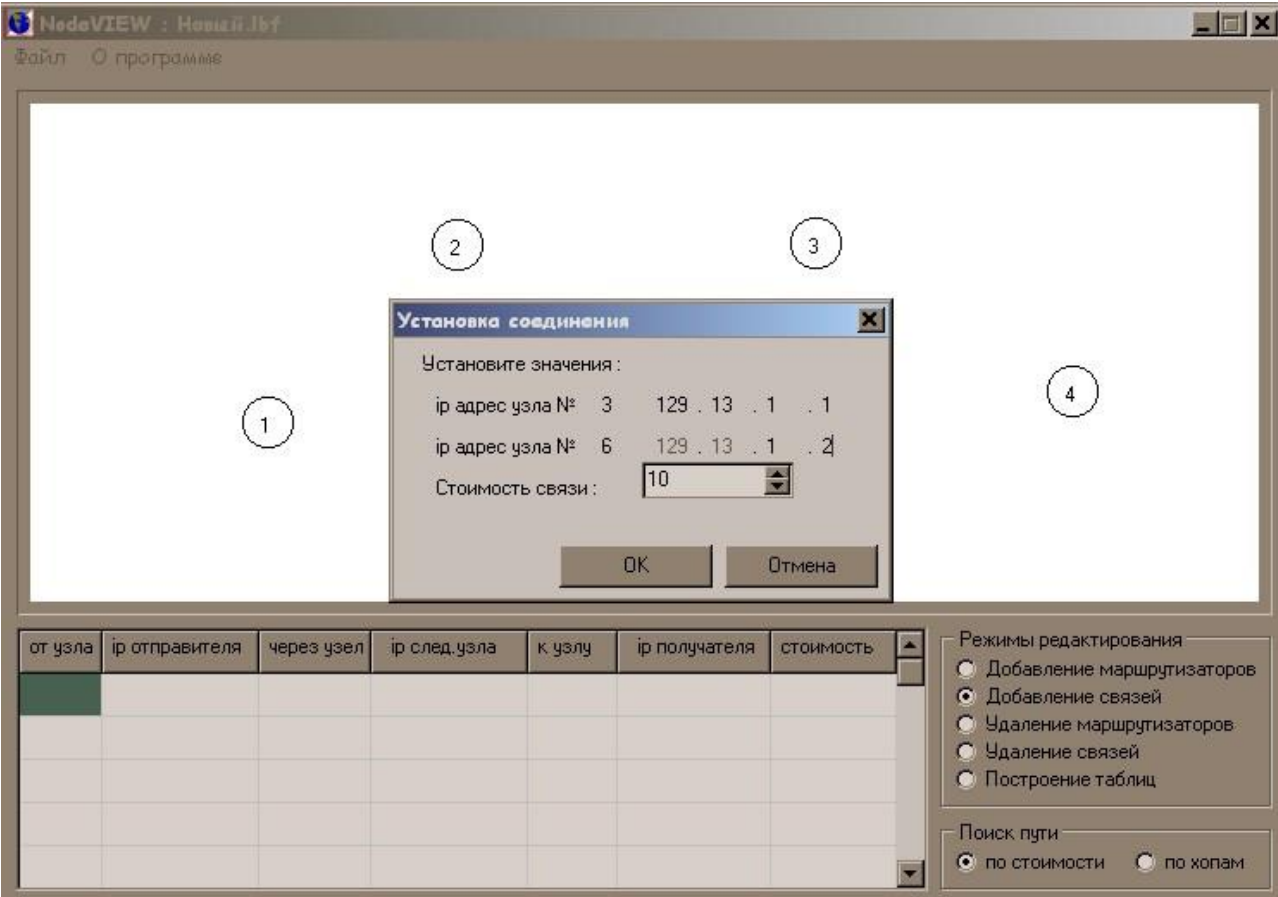 NodeVIEW : Новый.lbf
Файл О программе
2
3
1
4
Установка соединения
Установите значения :
ip адрес узла № 3 129 . 13 . 1 . 1
ip адрес узла № 6 129 . 13 . 1 . 2
Стоимость связи : 10
OK Отмена
от узла ip отправителя через узел ip след.узла к узлу ip получателя стоимость
Режимы редактирования
Добавление маршрутизаторов
Добавление связей
Удаление маршрутизаторов
Удаление связей
Построение таблиц
Поиск пути
по стоимости по хопам